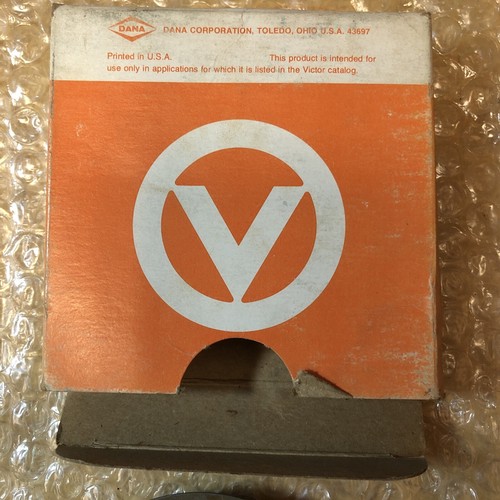 DANA DANA CORPORATION, TOLEDO, OHIO U.S.A. 43697
Printed in U.S.A. This product is intended for
use only in applications for which it is listed in the Victor catalog.
V